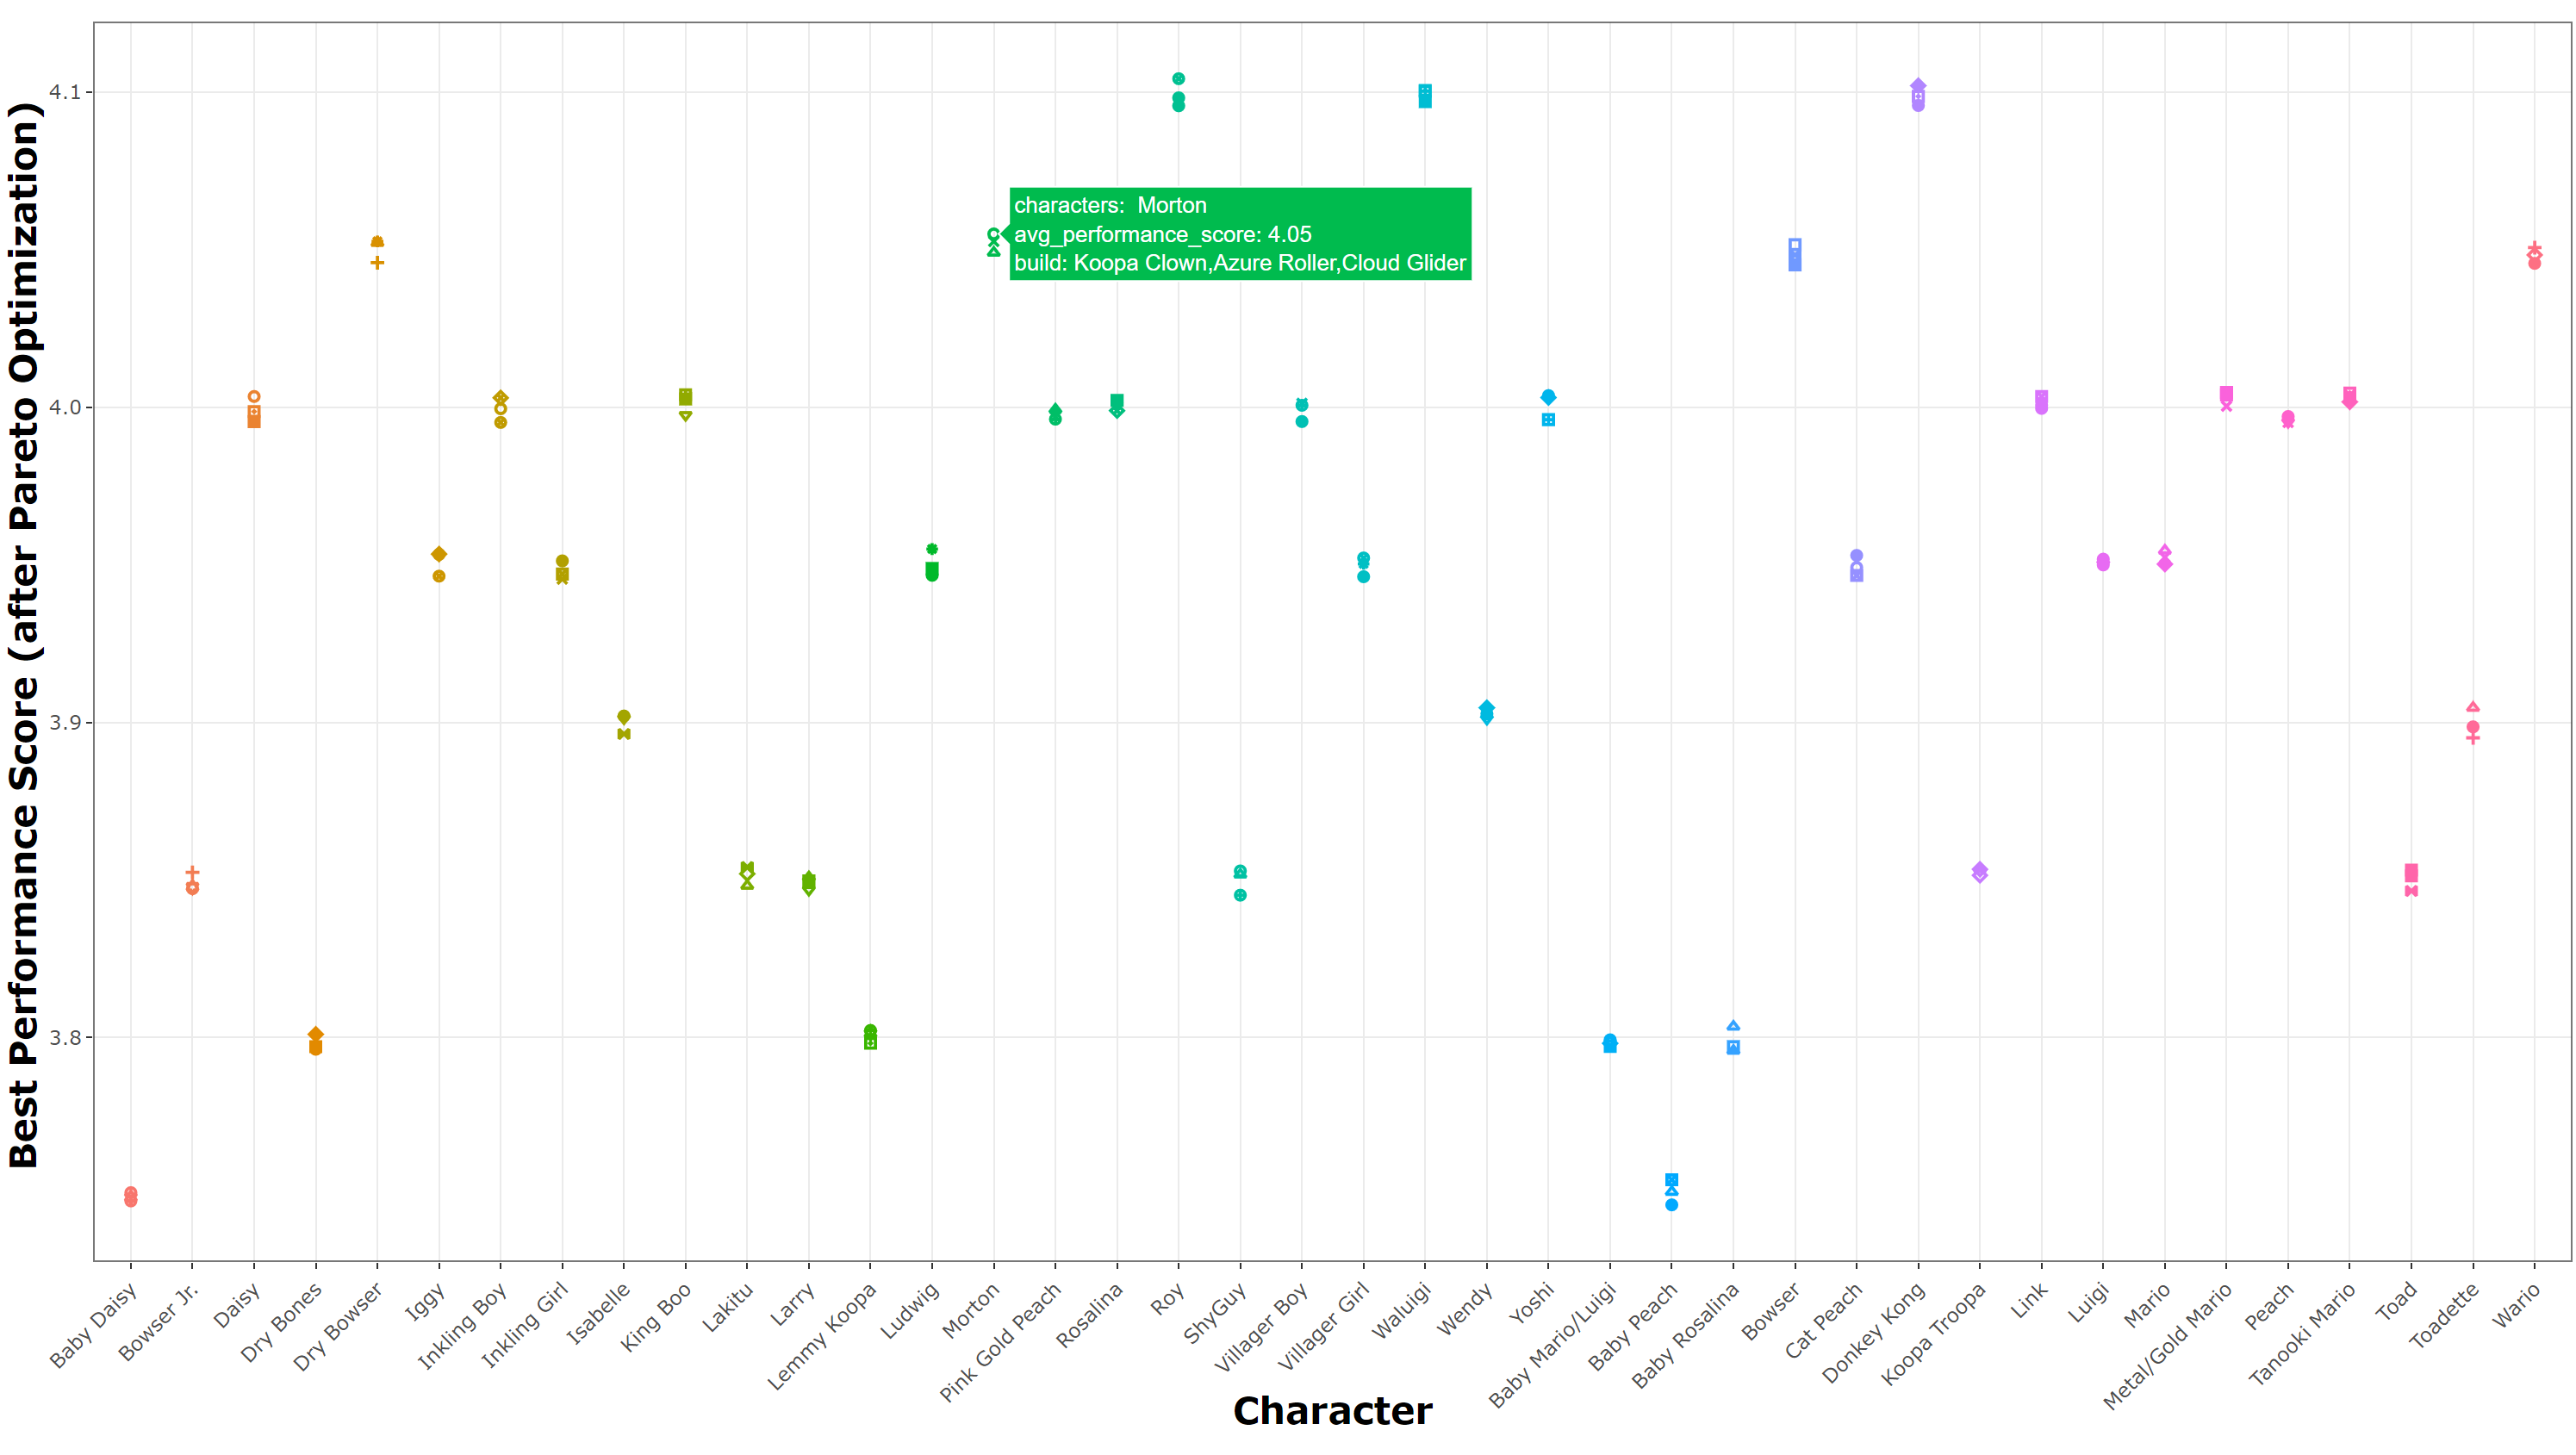 Best Performance Score (after Pareto Optimization)
4.1
4.0
3.9
3.8
characters:  Morton
avg_performance_score: 4.05
build: Koopa Clown,Azure Roller,Cloud Glider
Baby Daisy
Bowser Jr.
Daisy
Dry Bones
Dry Bowser
Iggy
Inkling Boy
Inkling Girl
Isabelle
King Boo
Lakitu
Larry
Lemmy Koopa
Ludwig
Morton
Pink Gold Peach
Rosalina
Roy
ShyGuy
Villager Boy
Villager Girl
Waluigi
Wendy
Yoshi
Baby Mario/Luigi
Baby Peach
Baby Rosalina
Bowser
Cat Peach
Donkey Kong
Koopa Troopa
Link
Luigi
Mario
Metal/Gold Mario
Peach
Tanooki Mario
Toad
Toadette
Wario
Character